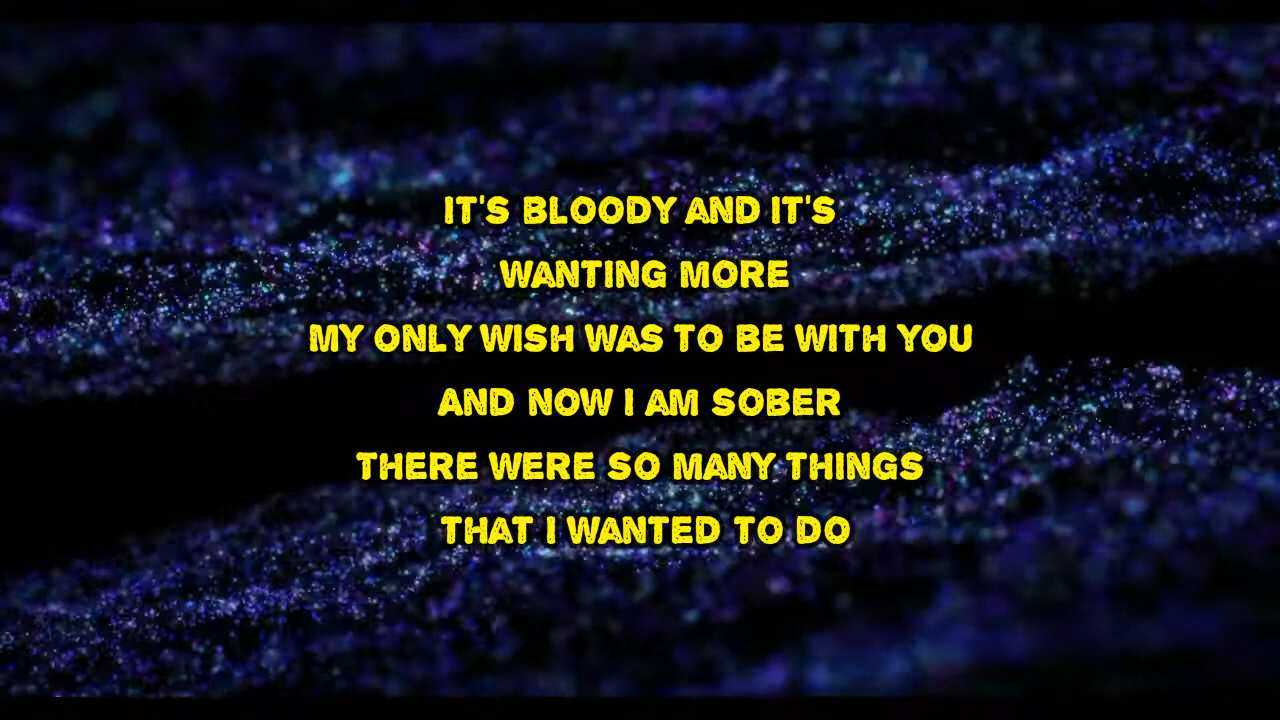 IT'S BLOODY AND IT'S
WANTING MORE
MY ONLY WISH WAS TO BE WITH YOU
AND NOW I AM SOBER
THERE WERE SO MANY THINGS
THAT I WANTED TO DO